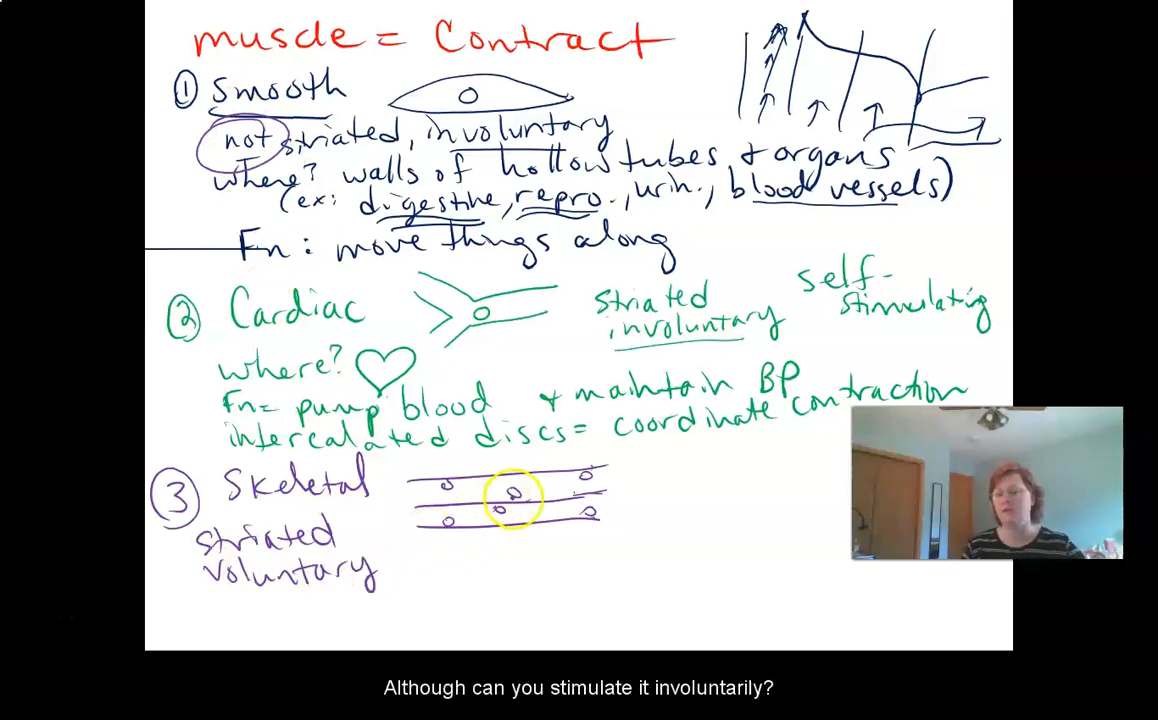 muscle = Contract
① Smooth
not striated, involuntary
where? walls of hollow tubes & organs
(ex: digestive, repro., urin., blood vessels)
Fn: move things along
② Cardiac
striated
involuntary
self-
stimulating
where?
Fn = pump blood & maintain BP
intercalated discs = coordinate contraction
③ Skeletal
striated
voluntary
Although can you stimulate it involuntarily?